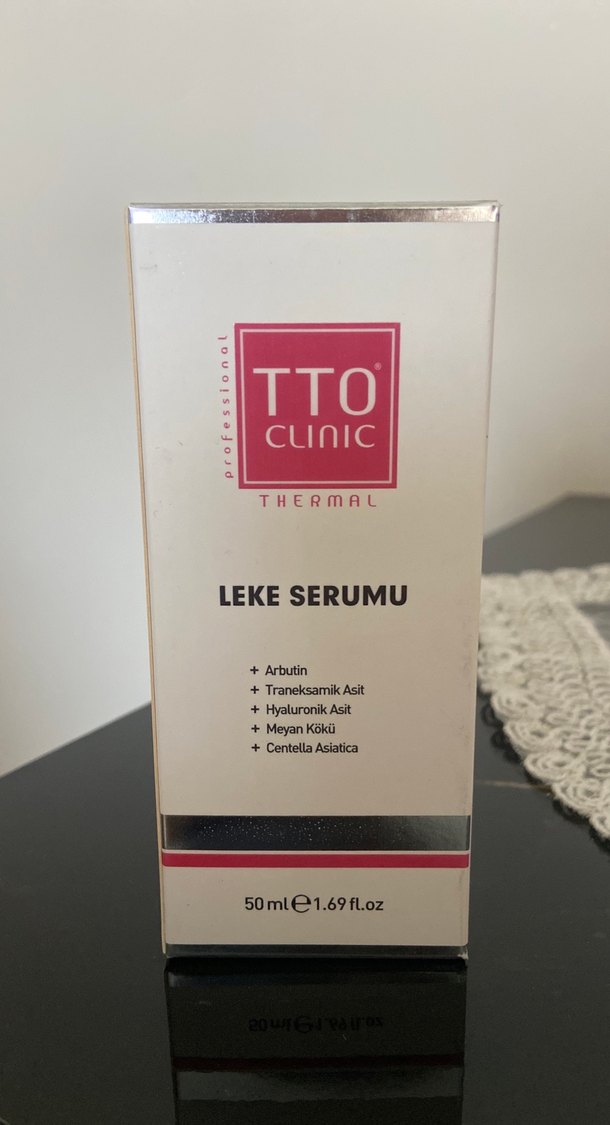 professional
TTO®
CLINIC
THERMAL
LEKE SERUMU
+ Arbutin
+ Traneksamik Asit
+ Hyaluronik Asit
+ Meyan Kökü
+ Centella Asiatica
50 ml ℮ 1.69 fl.oz